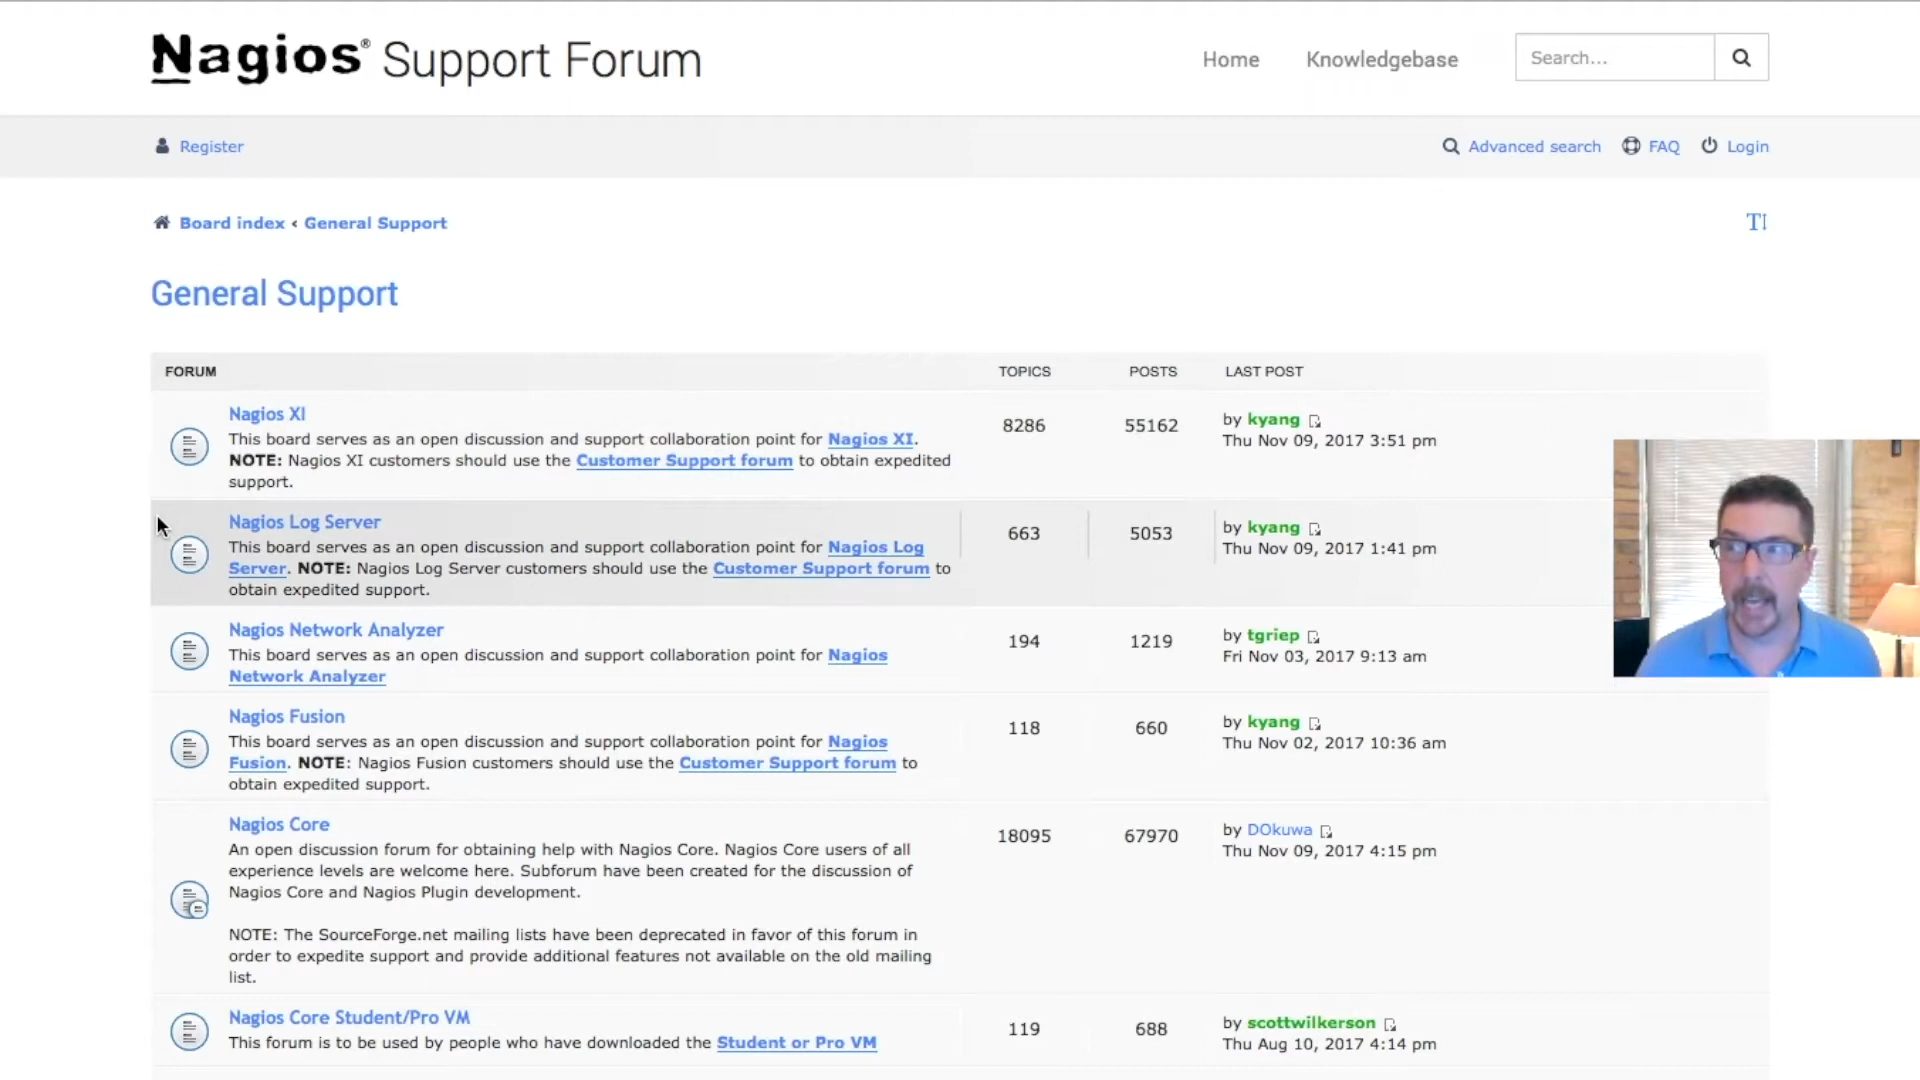 Nagios® Support Forum
Home
Knowledgebase
Search...
Register
Advanced search
FAQ
Login
Board index ‹ General Support
General Support
FORUM TOPICS POSTS LAST POST
Nagios XI
This board serves as an open discussion and support collaboration point for Nagios XI.
NOTE: Nagios XI customers should use the Customer Support forum to obtain expedited
support.
8286
55162
by kyang
Thu Nov 09, 2017 3:51 pm
Nagios Log Server
This board serves as an open discussion and support collaboration point for Nagios Log
Server. NOTE: Nagios Log Server customers should use the Customer Support forum to
obtain expedited support.
663
5053
by kyang
Thu Nov 09, 2017 1:41 pm
Nagios Network Analyzer
This board serves as an open discussion and support collaboration point for Nagios
Network Analyzer
194
1219
by tgriep
Fri Nov 03, 2017 9:13 am
Nagios Fusion
This board serves as an open discussion and support collaboration point for Nagios
Fusion. NOTE: Nagios Fusion customers should use the Customer Support forum to
obtain expedited support.
118
660
by kyang
Thu Nov 02, 2017 10:36 am
Nagios Core
An open discussion forum for obtaining help with Nagios Core. Nagios Core users of all
experience levels are welcome here. Subforum have been created for the discussion of
Nagios Core and Nagios Plugin development.
NOTE: The SourceForge.net mailing lists have been deprecated in favor of this forum in
order to expedite support and provide additional features not available on the old mailing
list.
18095
67970
by DOkuwa
Thu Nov 09, 2017 4:15 pm
Nagios Core Student/Pro VM
This forum is to be used by people who have downloaded the Student or Pro VM
119
688
by scottwilkerson
Thu Aug 10, 2017 4:14 pm